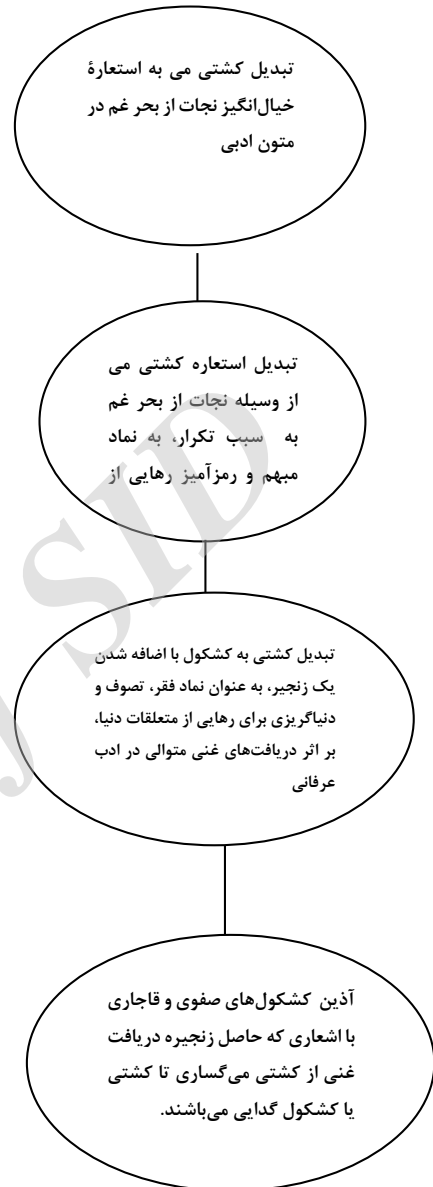 تبدیل کشتی می به استعارهٔ
خیال‌انگیز نجات از بحر غم در
متون ادبی
تبدیل استعاره کشتی می
از وسیله نجات از بحر غم
به سبب تکرار، به نماد
مبهم و رمزآمیز رهایی از
تبدیل کشتی به کشکول با اضافه شدن
یک زنجیر، به عنوان نماد فقر، تصوف و
دنیاگریزی برای رهایی از متعلقات دنیا،
بر اثر دریافت‌های غنی متوالی در ادب
عرفانی
آذین کشکول‌های صفوی و قاجاری
با اشعاری که حاصل زنجیره دریافت
غنی از کشتی می‌گساری تا کشتی
یا کشکول گدایی می‌باشند.
SID